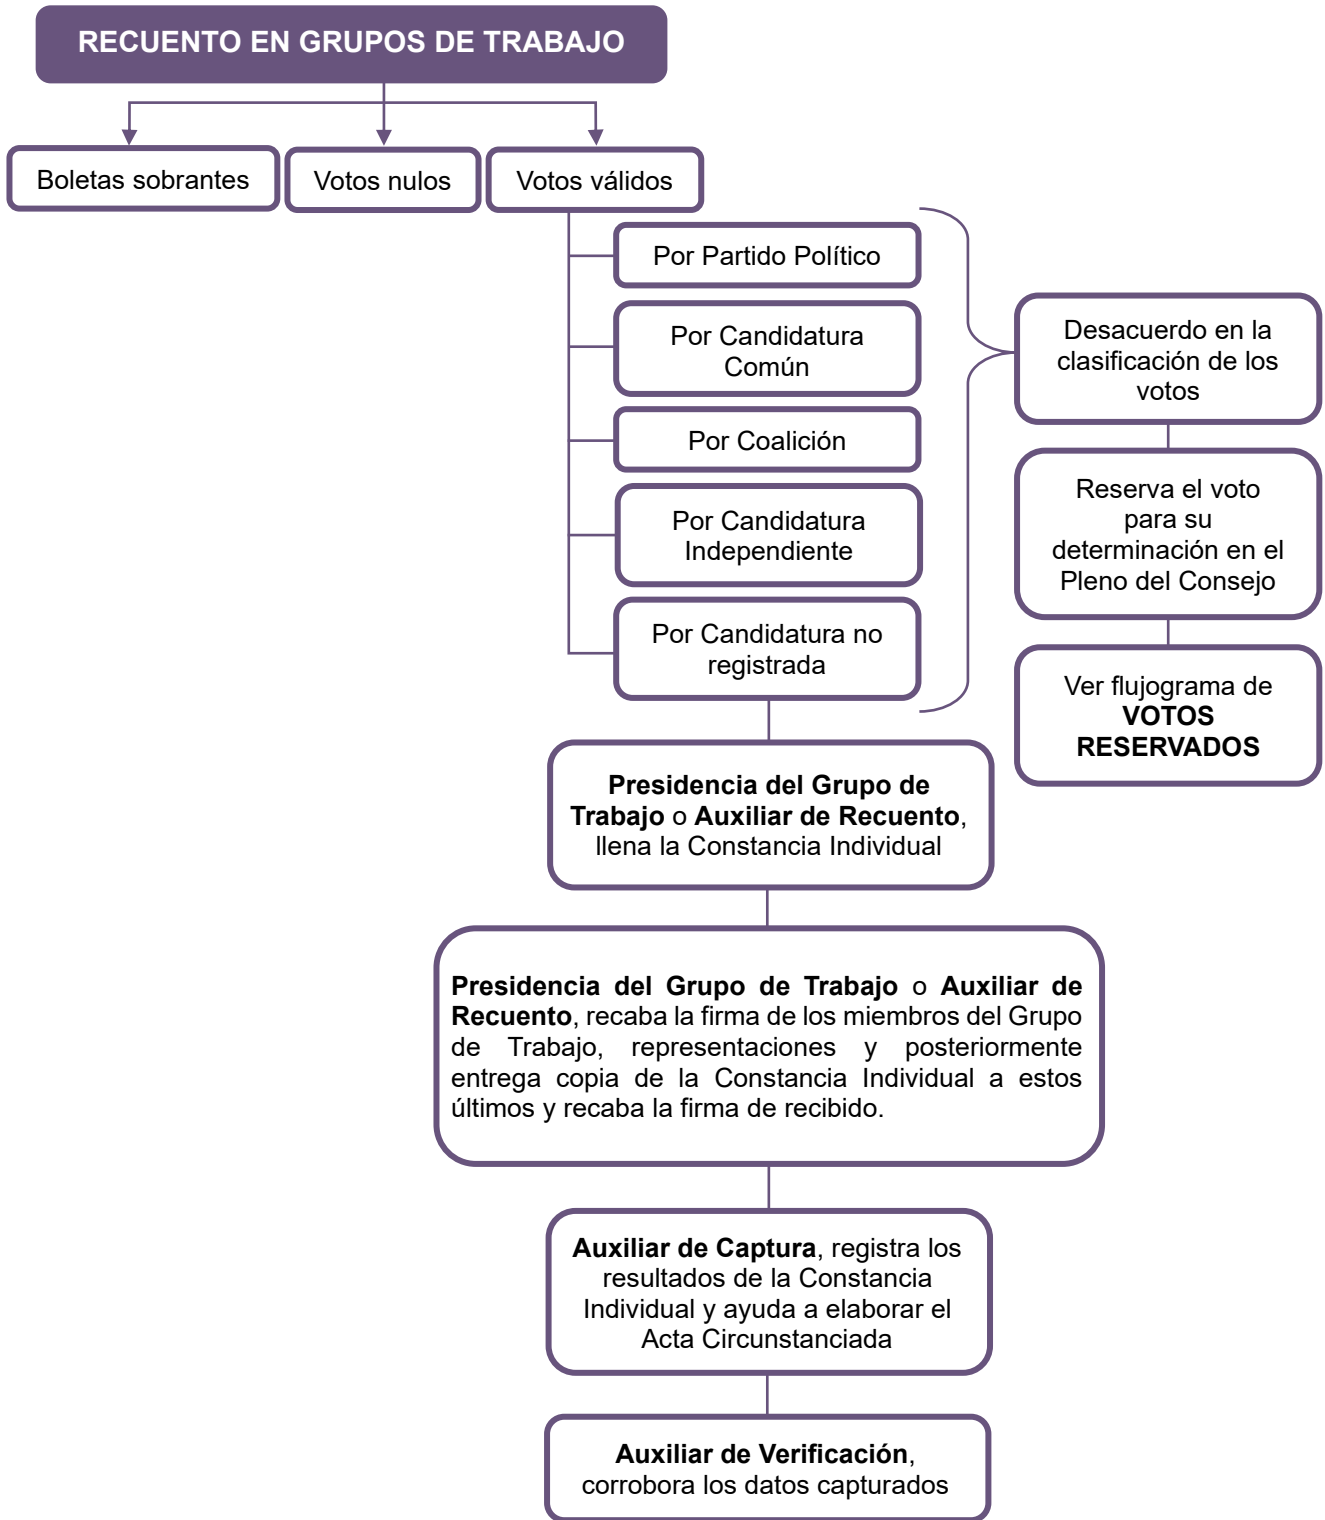 RECUENTO EN GRUPOS DE TRABAJO
Boletas sobrantes
Votos nulos
Votos válidos
Por Partido Político
Por Candidatura
Común
Por Coalición
Por Candidatura
Independiente
Por Candidatura no
registrada
Desacuerdo en la
clasificación de los
votos
Reserva el voto
para su
determinación en el
Pleno del Consejo
Ver flujograma de
VOTOS
RESERVADOS
Presidencia del Grupo de
Trabajo o Auxiliar de Recuento,
llena la Constancia Individual
Presidencia del Grupo de Trabajo o Auxiliar de
Recuento, recaba la firma de los miembros del Grupo
de Trabajo, representaciones y posteriormente
entrega copia de la Constancia Individual a estos
últimos y recaba la firma de recibido.
Auxiliar de Captura, registra los
resultados de la Constancia
Individual y ayuda a elaborar el
Acta Circunstanciada
Auxiliar de Verificación,
corrobora los datos capturados